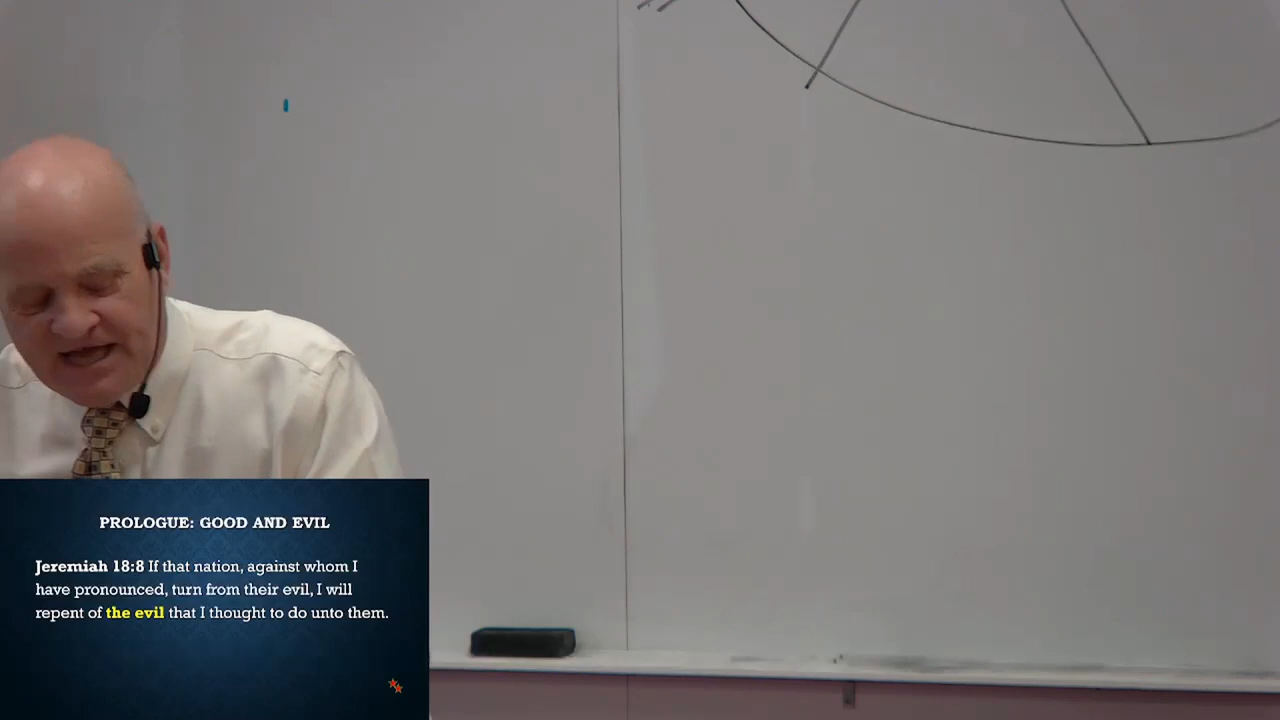 PROLOGUE: GOOD AND EVIL
Jeremiah 18:8 If that nation, against whom I
have pronounced, turn from their evil, I will
repent of the evil that I thought to do unto them.